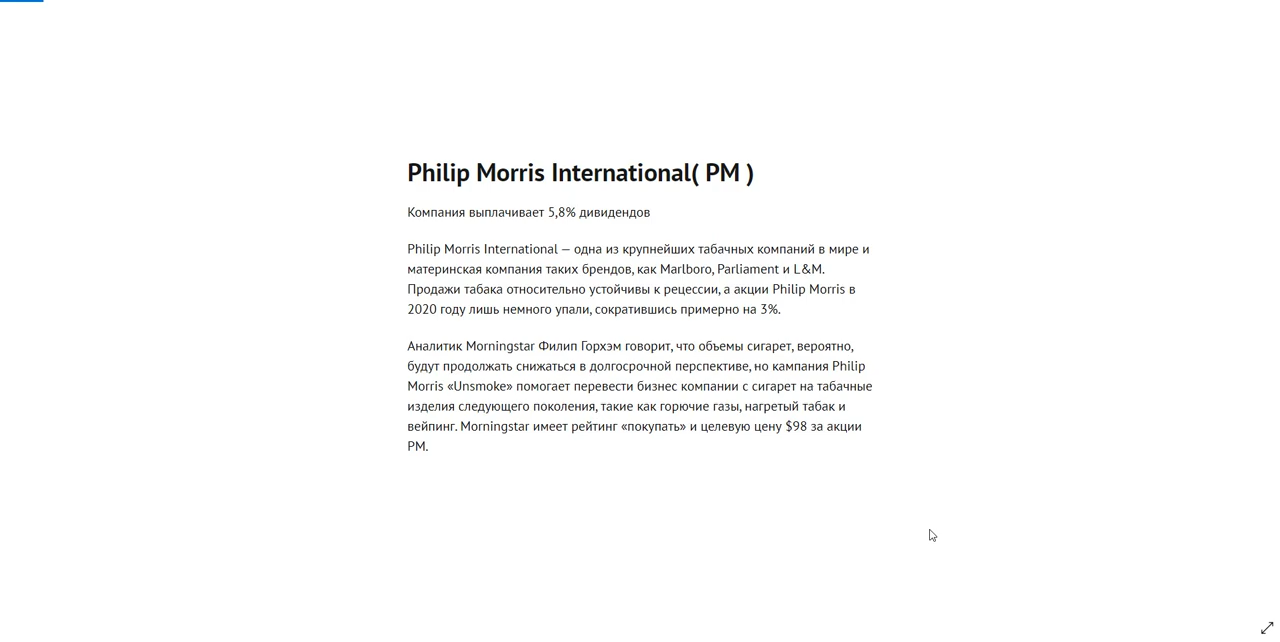 Philip Morris International( PM )
Компания выплачивает 5,8% дивидендов
Philip Morris International — одна из крупнейших табачных компаний в мире и
материнская компания таких брендов, как Marlboro, Parliament и L&M.
Продажи табака относительно устойчивы к рецессии, а акции Philip Morris в
2020 году лишь немного упали, сократившись примерно на 3%.
Аналитик Morningstar Филип Горхэм говорит, что объемы сигарет, вероятно,
будут продолжать снижаться в долгосрочной перспективе, но кампания Philip
Morris «Unsmoke» помогает перевести бизнес компании с сигарет на табачные
изделия следующего поколения, такие как горючие газы, нагретый табак и
вейпинг. Morningstar имеет рейтинг «покупать» и целевую цену $98 за акции
PM.